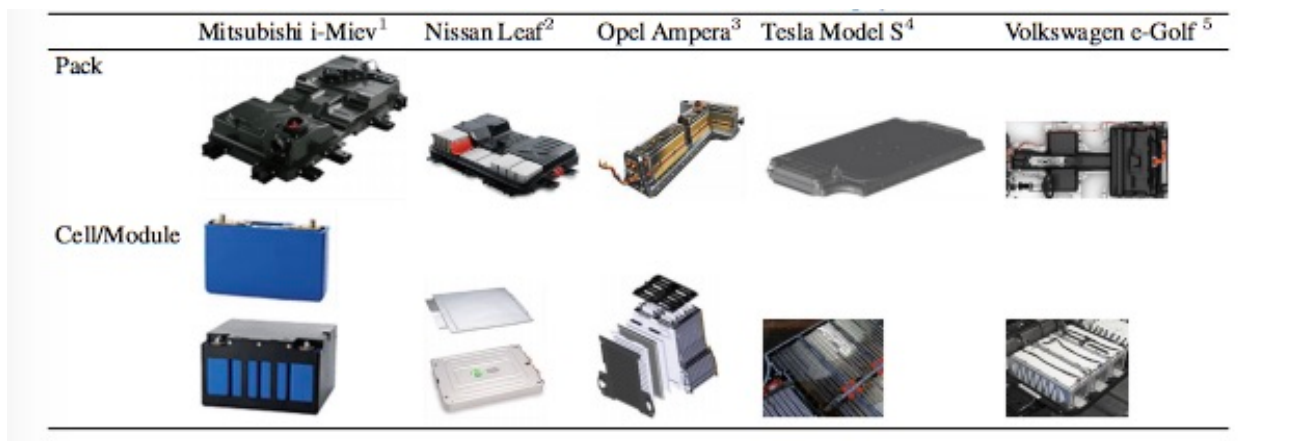 Mitsubishi i-Miev¹ Nissan Leaf² Opel Ampera³ Tesla Model S⁴ Volkswagen e-Golf ⁵
Pack
Cell/Module